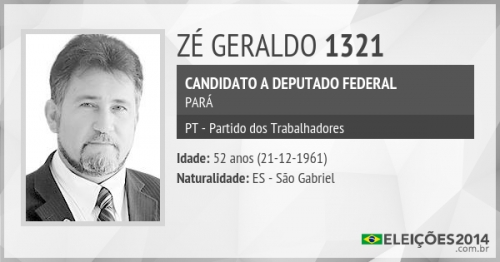 ZÉ GERALDO 1321
CANDIDATO A DEPUTADO FEDERAL
PARÁ
PT - Partido dos Trabalhadores
Idade: 52 anos (21-12-1961)
Naturalidade: ES - São Gabriel
ELEIÇÕES2014
.com.br